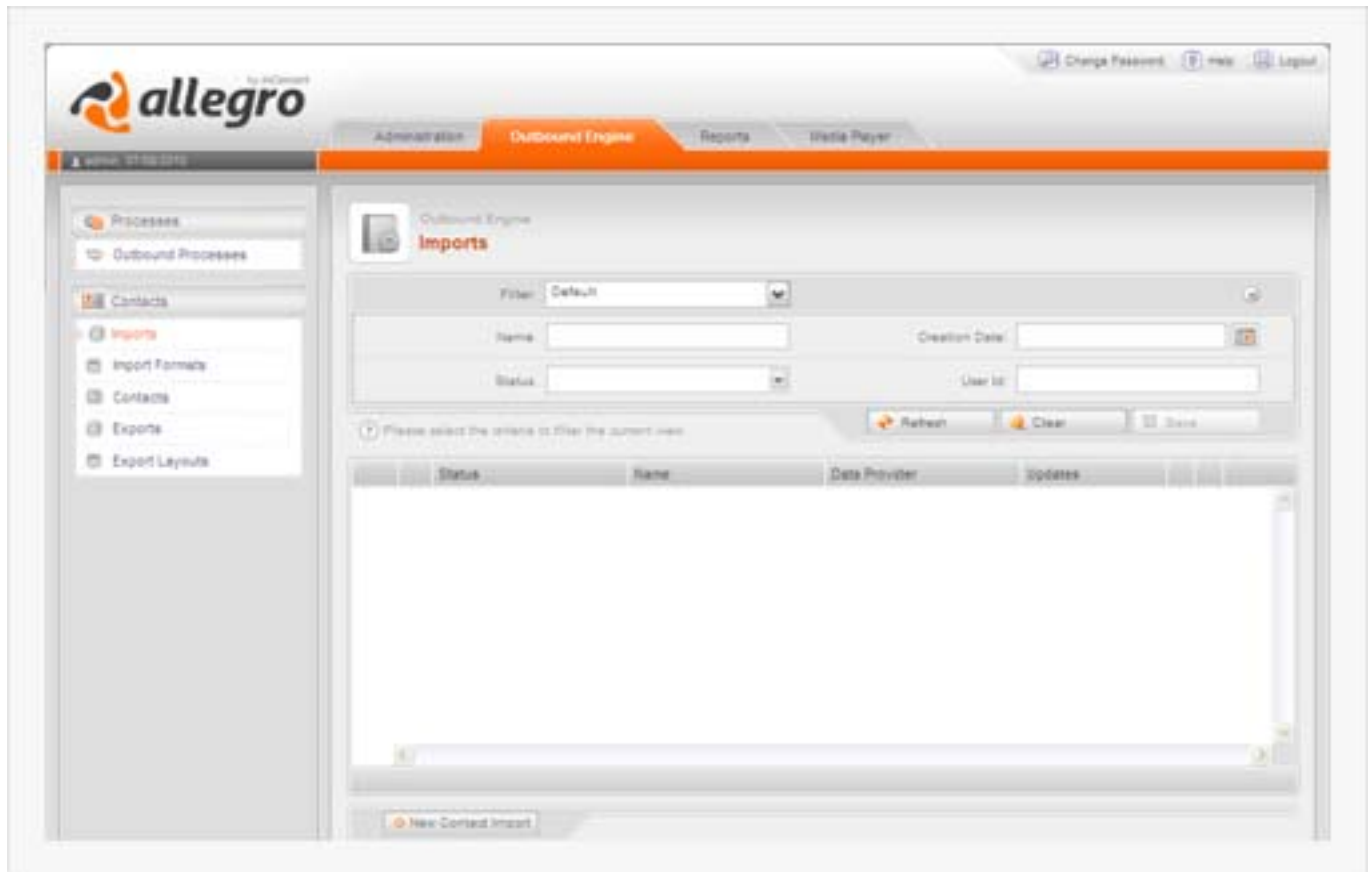 Change Password Help Logout
allegro
Administration Outbound Engine Reports Media Player
Processes
Outbound Processes
Contacts
Imports
Import Formats
Contacts
Exports
Export Layouts
Outbound Engine
Imports
Filter: Default
Name: Creation Date:
Status: User Id:
Please select the criteria to filter the current view
Refresh Clear Save
Status Name Data Provider Updates
New Contact Import